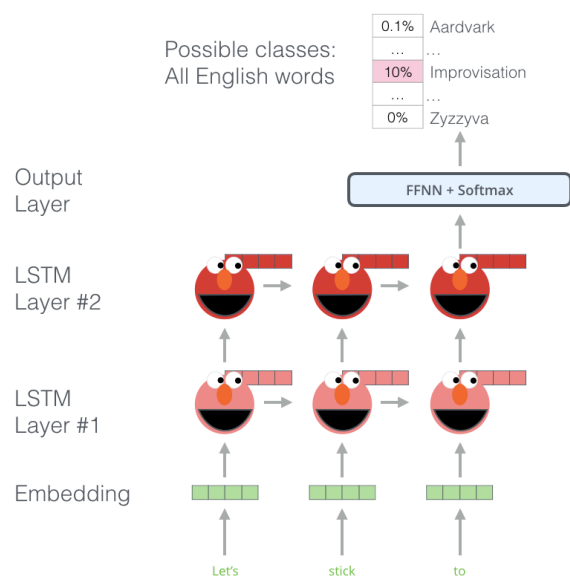 Possible classes:
All English words
0.1% Aardvark
... ...
10% Improvisation
... ...
0% Zyzzyva
Output
Layer
FFNN + Softmax
LSTM
Layer #2
LSTM
Layer #1
Embedding
Let's stick to